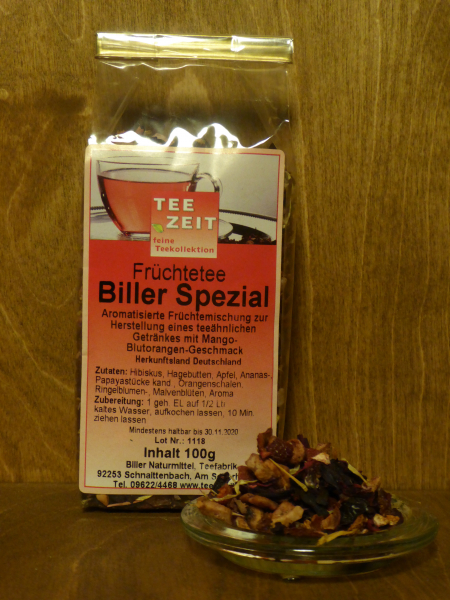 TEE
ZEIT
feine
Teekollektion
Früchtetee
Biller Spezial
Aromatisierte Früchtemischung zur
Herstellung eines teeähnlichen
Getränkes mit Mango-
Blutorangen-Geschmack
Herkunftsland Deutschland
Zutaten: Hibiskus, Hagebutten, Apfel, Ananas-,
Papayastücke kand., Orangenschalen,
Ringelblumen-, Malvenblüten, Aroma
Zubereitung: 1 geh. EL auf 1/2 Ltr
kaltes Wasser, aufkochen lassen, 10 Min.
ziehen lassen
Mindestens haltbar bis 30.11.2020
Lot Nr.: 1118
Inhalt 100g
Biller Naturmittel, Teefabrik
92253 Schnaittenbach, Am
Tel. 09622/4468